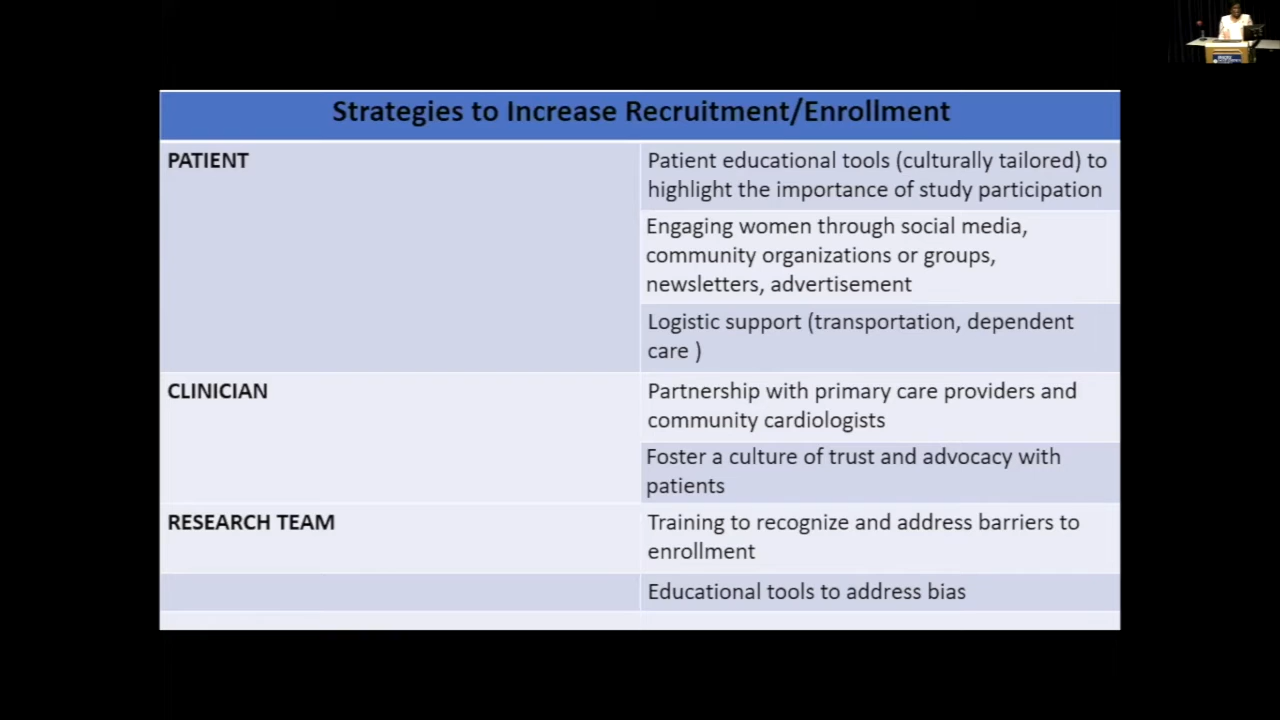 Strategies to Increase Recruitment/Enrollment
PATIENT
Patient educational tools (culturally tailored) to
highlight the importance of study participation
Engaging women through social media,
community organizations or groups,
newsletters, advertisement
Logistic support (transportation, dependent
care )
CLINICIAN
Partnership with primary care providers and
community cardiologists
Foster a culture of trust and advocacy with
patients
RESEARCH TEAM
Training to recognize and address barriers to
enrollment
Educational tools to address bias